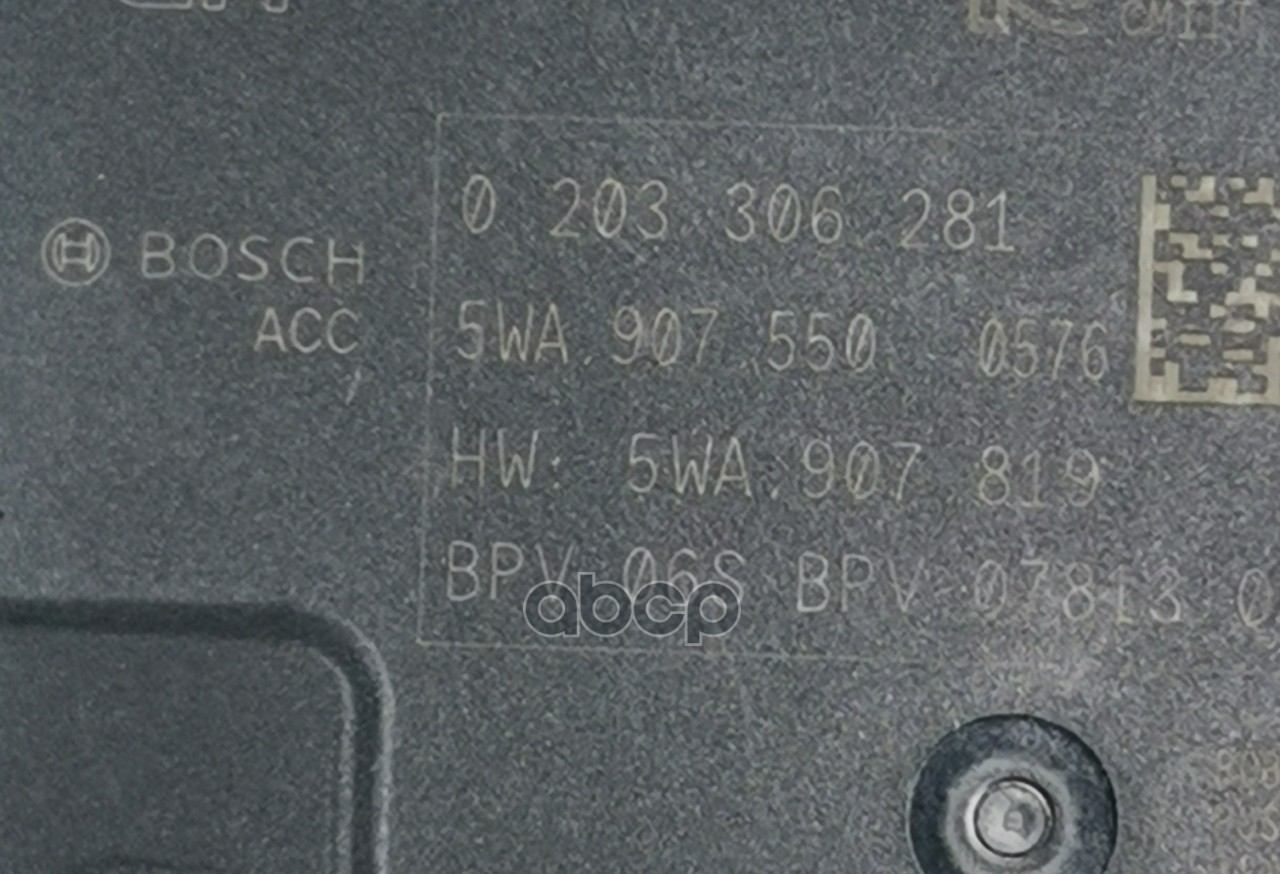 0 203 306 281
BOSCH
ACC
5WA.907.550 0576
HW: 5WA.907.819
BPV 06S BPV 07813 0
abcp